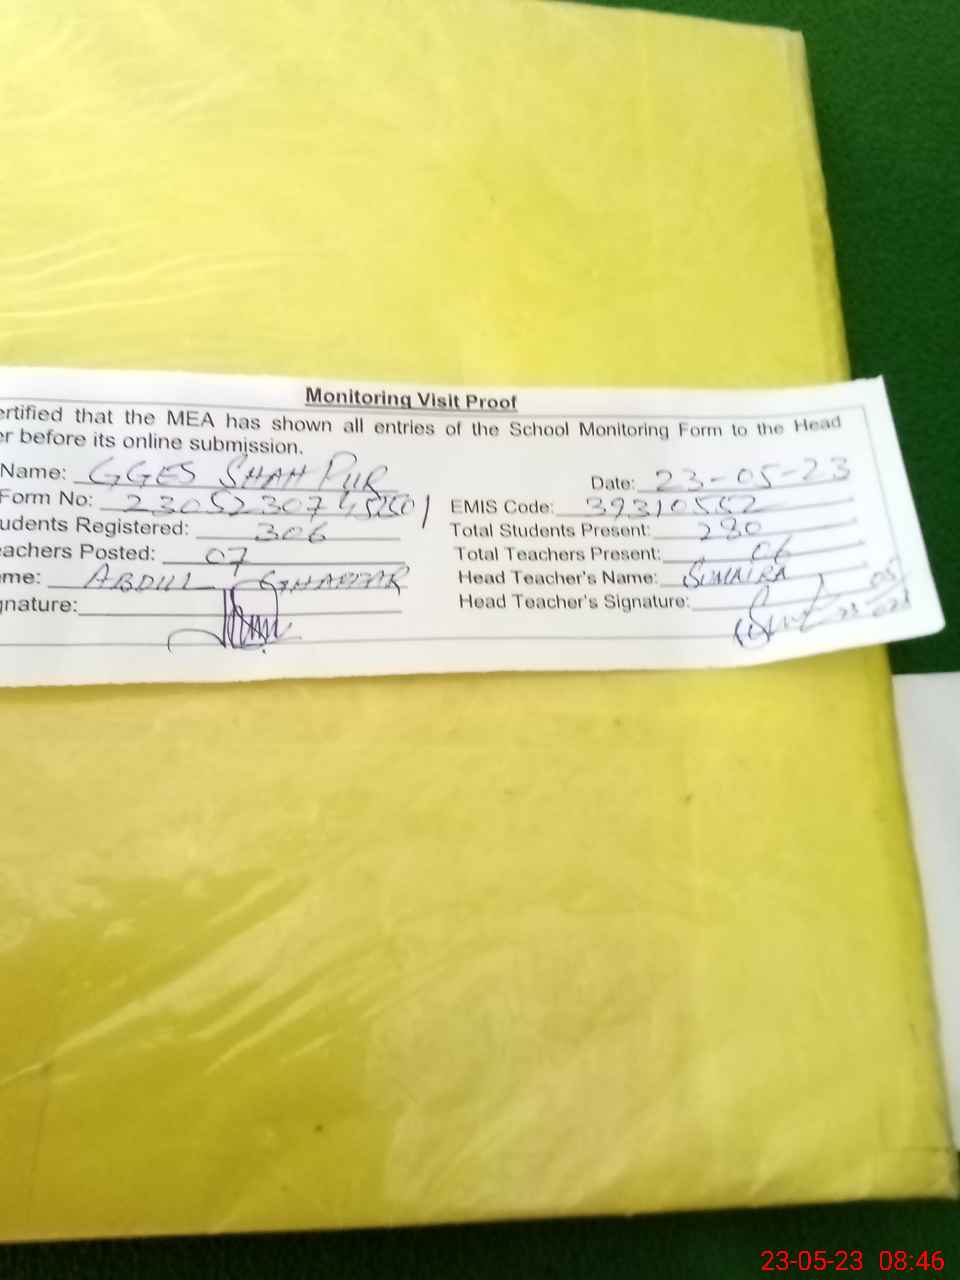 Monitoring Visit Proof
ertified that the MEA has shown all entries of the School Monitoring Form to the Head
er before its online submission.
Name: GGES SHAH PUR Date: 23-05-23
Form No: EMIS Code: 39310552
udents Registered: 306 Total Students Present: 280
eachers Posted: 07 Total Teachers Present: 06
me: ABDUL GHAFFAR Head Teacher's Name: SUMAIRA
gnature: Head Teacher's Signature:
23-05-23 08:46